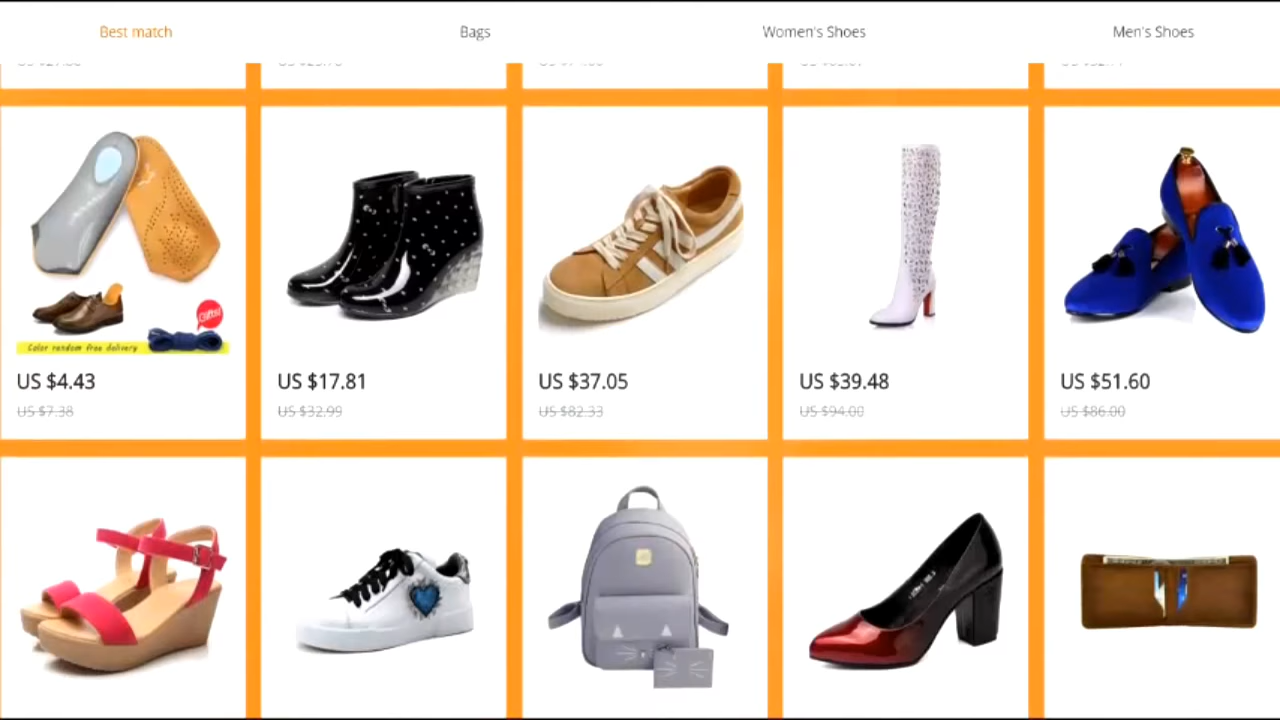 Best match
Bags
Women's Shoes
Men's Shoes
Gifts!
Color random free delivery
US $4.43
US $17.81
US $37.05
US $39.48
US $51.60
US $7.38
US $32.99
US $82.33
US $94.00
US $86.00